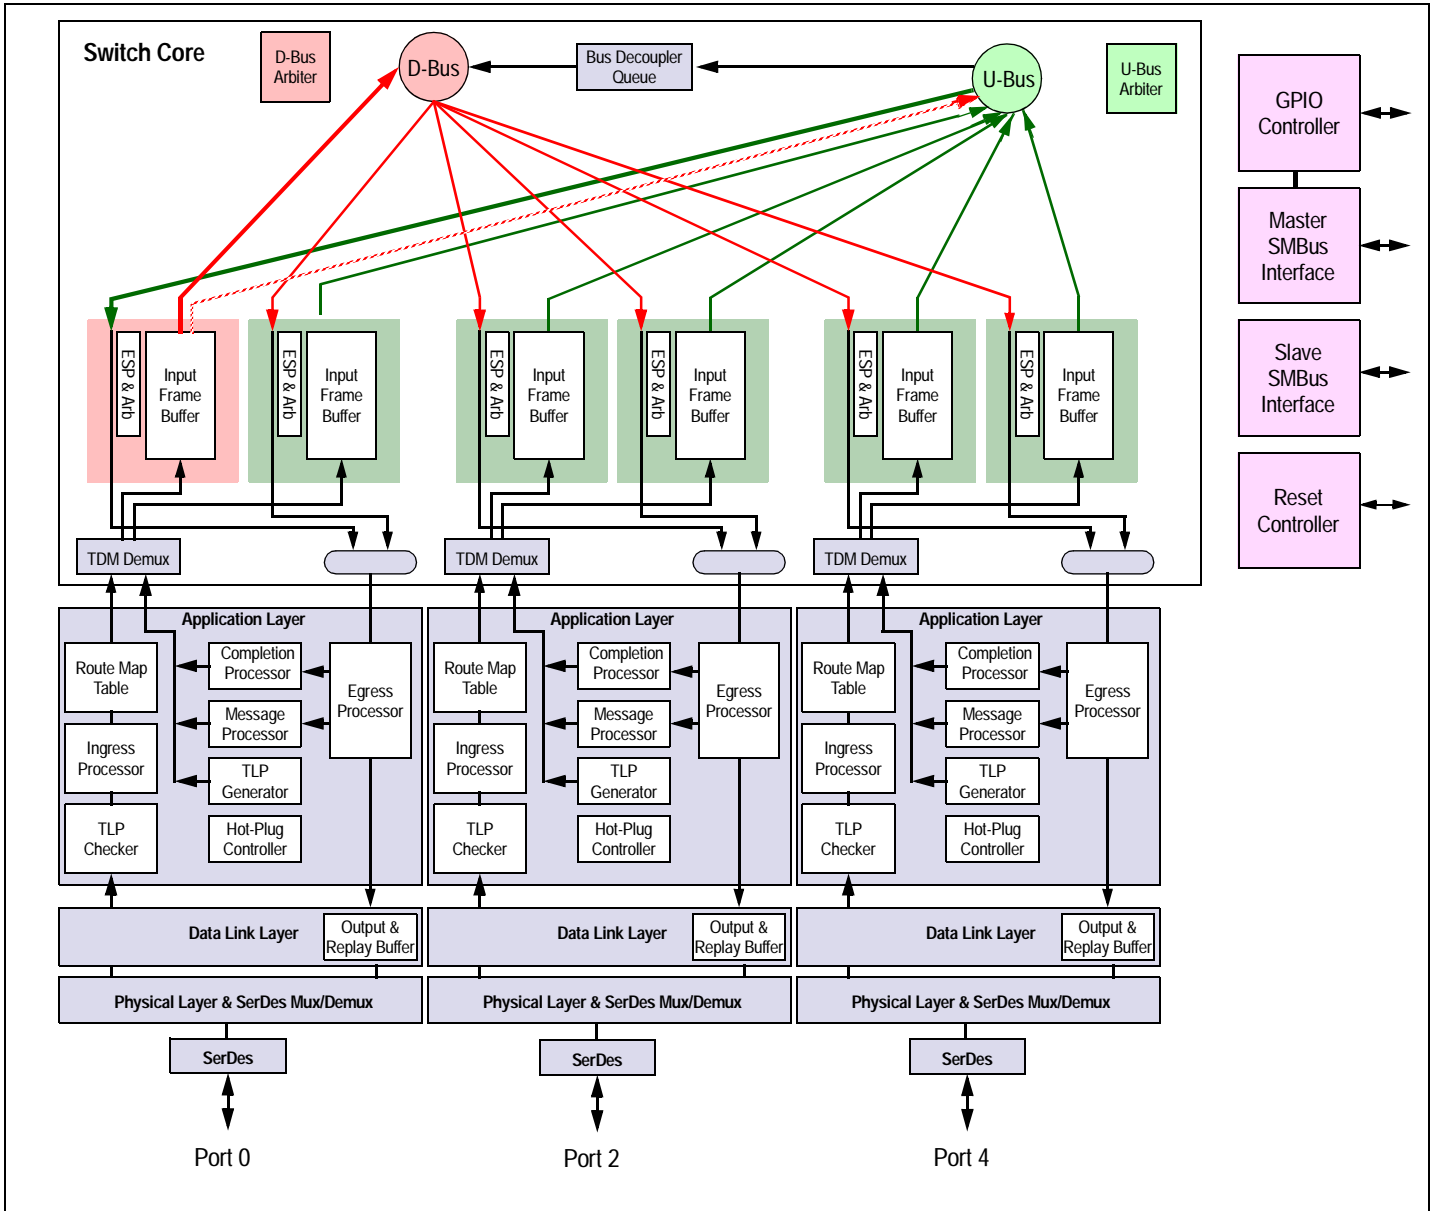 Switch Core
D-Bus
Arbiter
D-Bus
Bus Decoupler
Queue
U-Bus
U-Bus
Arbiter
GPIO
Controller
Master
SMBus
Interface
Slave
SMBus
Interface
Reset
Controller
ESP & Arb
Input
Frame
Buffer
ESP & Arb
Input
Frame
Buffer
ESP & Arb
Input
Frame
Buffer
ESP & Arb
Input
Frame
Buffer
ESP & Arb
Input
Frame
Buffer
ESP & Arb
Input
Frame
Buffer
TDM Demux
TDM Demux
TDM Demux
Application Layer
Route Map
Table
Ingress
Processor
TLP
Checker
Completion
Processor
Message
Processor
TLP
Generator
Hot-Plug
Controller
Egress
Processor
Application Layer
Route Map
Table
Ingress
Processor
TLP
Checker
Completion
Processor
Message
Processor
TLP
Generator
Hot-Plug
Controller
Egress
Processor
Application Layer
Route Map
Table
Ingress
Processor
TLP
Checker
Completion
Processor
Message
Processor
TLP
Generator
Hot-Plug
Controller
Egress
Processor
Data Link Layer
Output &
Replay Buffer
Data Link Layer
Output &
Replay Buffer
Data Link Layer
Output &
Replay Buffer
Physical Layer & SerDes Mux/Demux
Physical Layer & SerDes Mux/Demux
Physical Layer & SerDes Mux/Demux
SerDes
SerDes
SerDes
Port 0
Port 2
Port 4